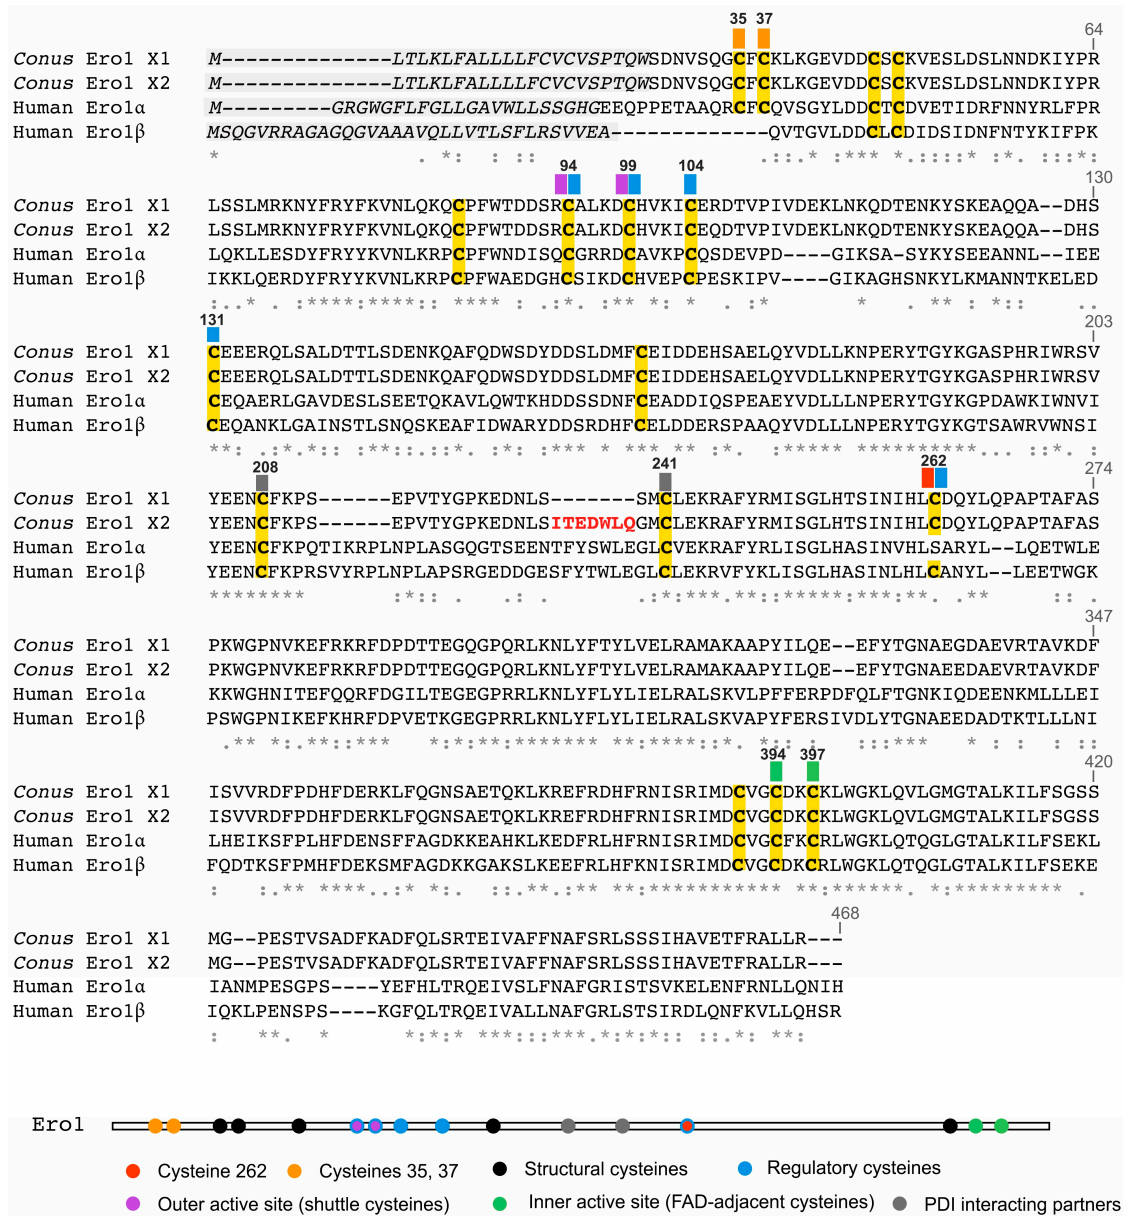 35 37 64
Conus Ero1 X1 M--------------LTLKLFALLLLFCVCVSPTQWSDNVSQGCFCKLKGEVDDCSCKVESLDSLNNDKIYPR
Conus Ero1 X2 M--------------LTLKLFALLLLFCVCVSPTQWSDNVSQGCFCKLKGEVDDCSCKVESLDSLNNDKIYPR
Human Ero1α M---------GRGWGFLFGLLGAVWLLSSGHGEEQPPETAAQRCFCQVSGYLDDCTCDVETIDRFNNYRLFPR
Human Ero1β MSQGVRRAGAGQGVAAAVQLLVTLSFLRSVVEA-------------QVTGVLDDCLCDIDSIDNFNTYKIFPK
* . *: : : . : .::: .* . :*** * .::::* :*. ::::*:
94 99 104 130
Conus Ero1 X1 LSSLMRKNYFRYFKVNLQKQCPFWTDDSRCALKDCHVKICERDTVPIVDEKLNKQDTENKYSKEAQQA--DHS
Conus Ero1 X2 LSSLMRKNYFRYFKVNLQKQCPFWTDDSRCALKDCHVKICEQDTVPIVDEKLNKQDTENKYSKEAQQA--DHS
Human Ero1α LQKLLESDYFRYYKVNLKRPCPFWNDISQCGRRDCAVKPCQSDEVPD----GIKSA-SYKYSEEANNL--IEE
Human Ero1β IKKLQERDYFRYYKVNLKRPCPFWAEDGHCSIKDCHVEPCPESKIPV----GIKAGHSNKYLKMANNTKELED
131 203
Conus Ero1 X1 CEEERQLSALDTTLSDENKQAFQDWSDYDDSLDMFCEIDDEHSAELQYVDLLKNPERYTGYKGASPHRIWRSV
Conus Ero1 X2 CEEERQLSALDTTLSDENKQAFQDWSDYDDSLDMFCEIDDEHSAELQYVDLLKNPERYTGYKGASPHRIWRSV
Human Ero1α CEQAERLGAVDESLSEETQKAVLQWTKHDDSSDNFCEADDIQSPEAEYVDLLLNPERYTGYKGPDAWKIWNVI
Human Ero1β CEQANKLGAINSTLSNQSKEAFIDWARYDDSRDHFCELDDERSPAAQYVDLLLNPERYTGYKGTSAWRVWNSI
208 241 262 274
Conus Ero1 X1 YEENCFKPS------EPVTYGPKEDNLS-------SMCLEKRAFYRMISGLHTSINIHLCDQYLQPAPTAFAS
Conus Ero1 X2 YEENCFKPS------EPVTYGPKEDNLSITEDWLQGMCLEKRAFYRMISGLHTSINIHLCDQYLQPAPTAFAS
Human Ero1α YEENCFKPQTIKRPLNPLASGQGTSEENTFYSWLEGLCVEKRAFYRLISGLHASINVHLSARYLL--LQETWLE
Human Ero1β YEENCFKPRSVYRPLNPLAPSRGEDDGESFYTWLEGLCLEKRVFYKLISGLHASINLHLCANYL--LEETWGK
347
Conus Ero1 X1 PKWGPNVKEFRKRFDPDTTEGQGPQRLKNLYFTYLVELRAMAKAAPYILQE--EFYTGNAEGDAEVRTAVKDF
Conus Ero1 X2 PKWGPNVKEFRKRFDPDTTEGQGPQRLKNLYFTYLVELRAMAKAAPYILQE--EFYTGNAEGDAEVRTAVKDF
Human Ero1α KKWGHNITEFQQRFDGILTEGEGPRRLKNLYFLYLIELRALSKVLPFFERPDFQLFTGNKIQDEENKMLLLEI
Human Ero1β PSWGPNIKEFKHRFDPVETKGEGPRRLKNLYFLYLIELRALSKVAPYFERSIVDLYTGNAEEDADTKTLLLNI
394 397 420
Conus Ero1 X1 ISVVRDFPDHFDERKLFQGNSAETQKLKREFRDHFRNISRIMDCVGCDKCKLWGKLQVLGMGTALKILFSGSS
Conus Ero1 X2 ISVVRDFPDHFDERKLFQGNSAETQKLKREFRDHFRNISRIMDCVGCDKCKLWGKLQVLGMGTALKILFSGSS
Human Ero1α LHEIKSFPLHFDENSFFAGDKKEAHKLKEDFRLHFRNISRIMDCVGCFKCRLWGKLQTQGLGTALKILFSEKL
Human Ero1β FQDTKSFPMHFDEKSMFAGDKKGAKSLKEEFRLHFKNISRIMDCVGCDKCRLWGKLQTQGLGTALKILFSEKE
468
Conus Ero1 X1 MG--PESTVSADFKADFQLSRTEIVAFFNAFSRLSSSIHAVETFRALLR---
Conus Ero1 X2 MG--PESTVSADFKADFQLSRTEIVAFFNAFSRLSSSIHAVETFRALLR---
Human Ero1α IANMPESGPS----YEFHLTRQEIVSLFNAFGRISTSVKELENFRNLLQNIH
Human Ero1β IQKLPENSPS----KGFQLTRQEIVALLNAFGRLSTSIRDLQNFKVLLQHSR
Ero1
Cysteine 262 Cysteines 35, 37 Structural cysteines Regulatory cysteines
Outer active site (shuttle cysteines) Inner active site (FAD-adjacent cysteines) PDI interacting partners